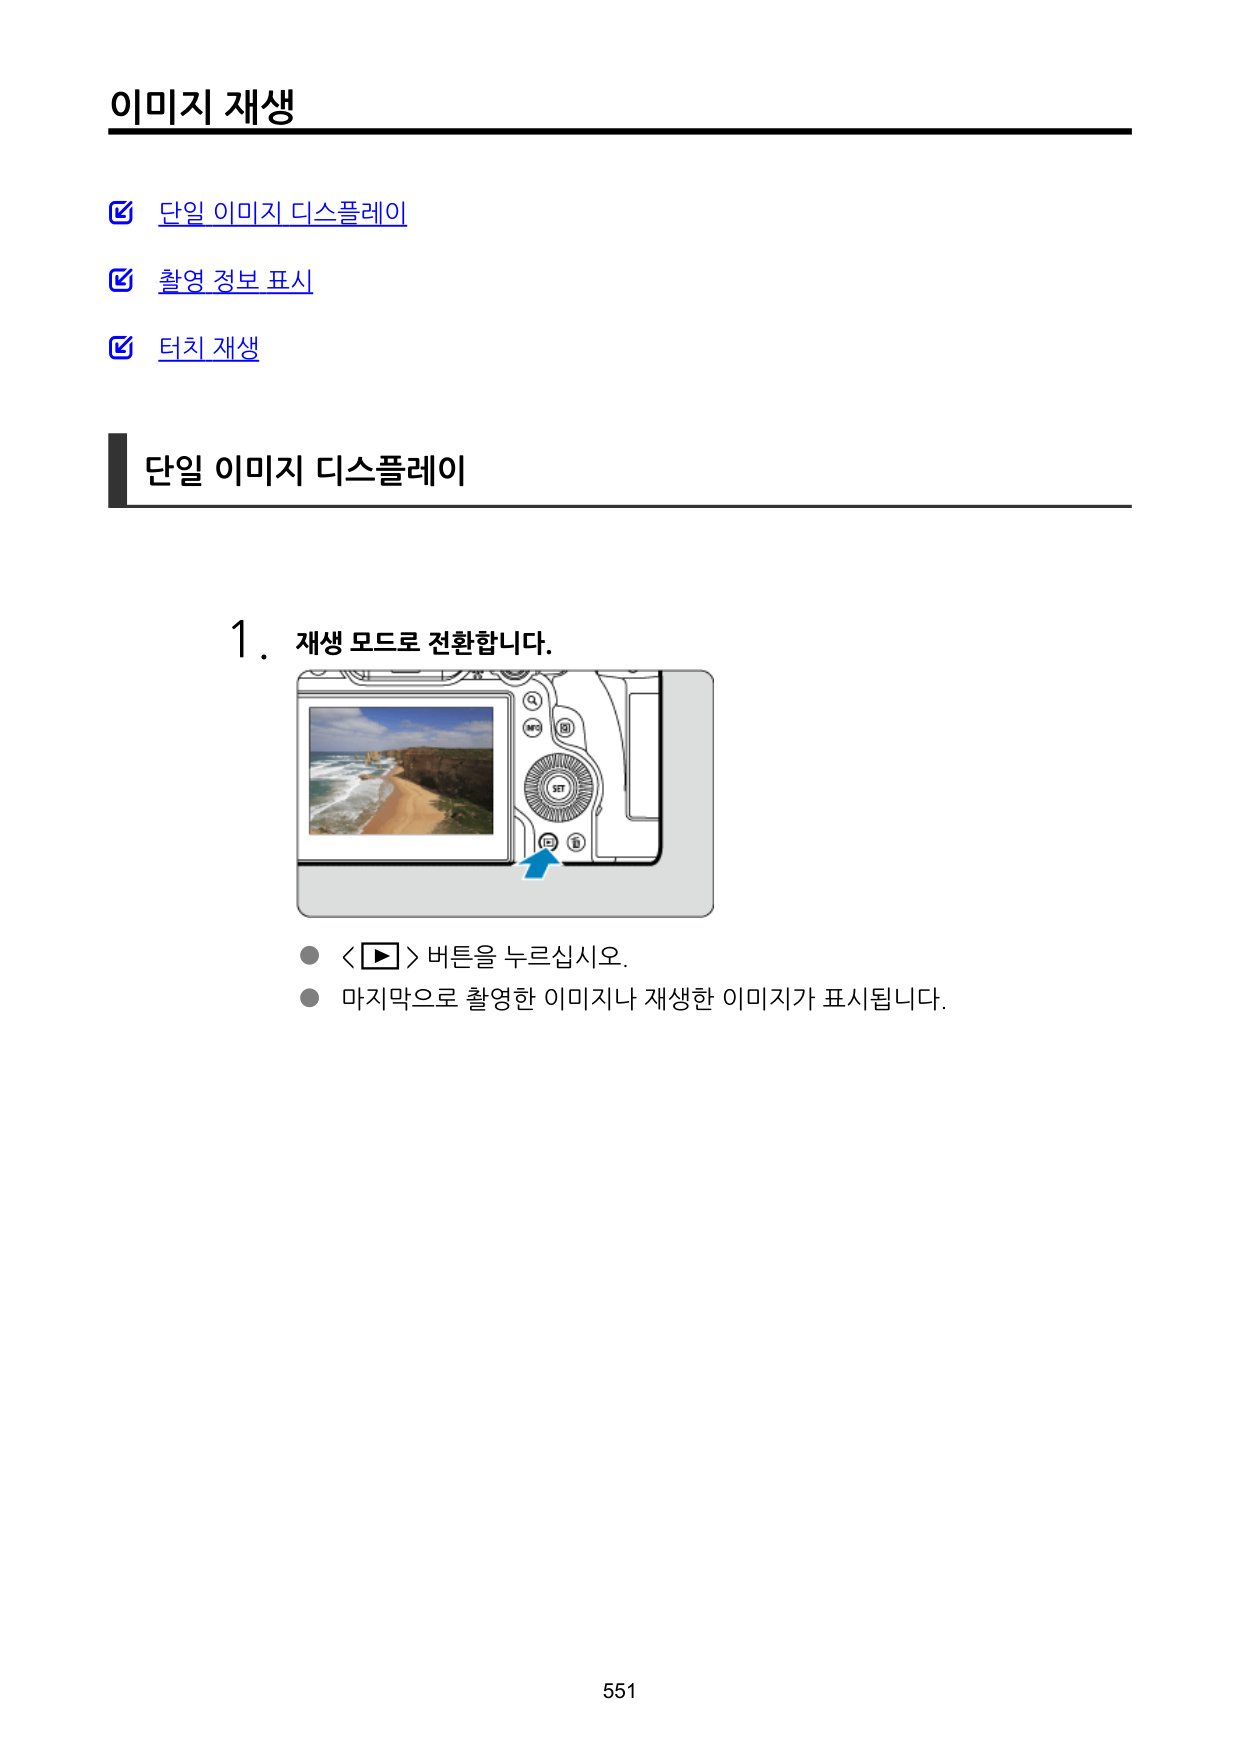 이미지 재생
단일 이미지 디스플레이
촬영 정보 표시
터치 재생
단일 이미지 디스플레이
1. 재생 모드로 전환합니다.
INFO
Q
SET
< > 버튼을 누르십시오.
마지막으로 촬영한 이미지나 재생한 이미지가 표시됩니다.
551